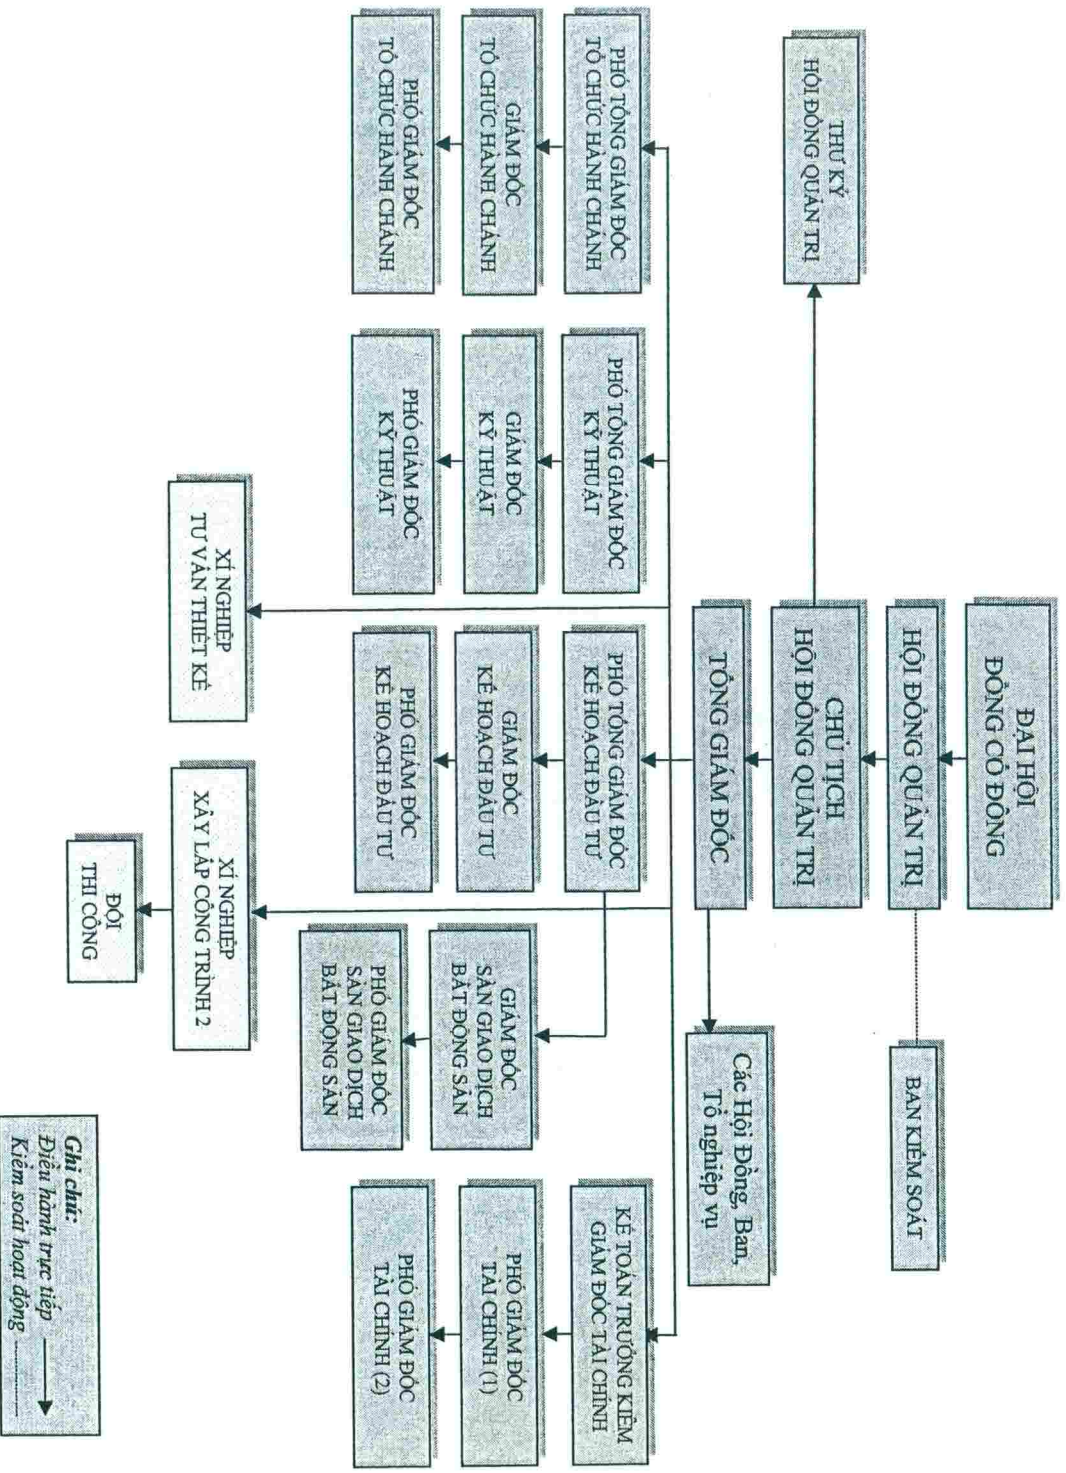 ĐẠI HỘI
ĐỒNG CỔ ĐÔNG
HỘI ĐỒNG QUẢN TRỊ
BAN KIỂM SOÁT
CHỦ TỊCH
HỘI ĐỒNG QUẢN TRỊ
THƯ KÝ
HỘI ĐỒNG QUẢN TRỊ
TỔNG GIÁM ĐỐC
Các Hội Đồng, Ban,
Tổ nghiệp vụ
PHÓ TỔNG GIÁM ĐỐC
TỔ CHỨC HÀNH CHÁNH
PHÓ TỔNG GIÁM ĐỐC
KỸ THUẬT
PHÓ TỔNG GIÁM ĐỐC
KẾ HOẠCH ĐẦU TƯ
KẾ TOÁN TRƯỞNG KIÊM
GIÁM ĐỐC TÀI CHÍNH
GIÁM ĐỐC
TỔ CHỨC HÀNH CHÁNH
GIÁM ĐỐC
KỸ THUẬT
GIÁM ĐỐC
KẾ HOẠCH ĐẦU TƯ
GIÁM ĐỐC
SÀN GIAO DỊCH
BẤT ĐỘNG SẢN
PHÓ GIÁM ĐỐC
TÀI CHÍNH (1)
PHÓ GIÁM ĐỐC
TỔ CHỨC HÀNH CHÁNH
PHÓ GIÁM ĐỐC
KỸ THUẬT
PHÓ GIÁM ĐỐC
KẾ HOẠCH ĐẦU TƯ
PHÓ GIÁM ĐỐC
SÀN GIAO DỊCH
BẤT ĐỘNG SẢN
PHÓ GIÁM ĐỐC
TÀI CHÍNH (2)
XÍ NGHIỆP
TƯ VẤN THIẾT KẾ
XÍ NGHIỆP
XÂY LẮP CÔNG TRÌNH 2
ĐỘI
THI CÔNG
Ghi chú:
Điều hành trực tiếp
Kiểm soát hoạt động